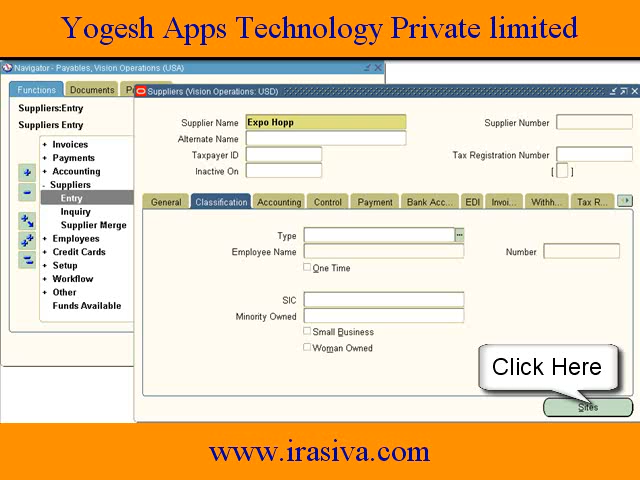 Yogesh Apps Technology Private limited
Navigator - Payables, Vision Operations (USA)
Functions
Documents
Suppliers:Entry
Suppliers Entry
+ Invoices
+ Payments
+ Accounting
- Suppliers
Entry
Inquiry
Supplier Merge
+ Employees
+ Credit Cards
+ Setup
+ Workflow
+ Other
Funds Available
Suppliers (Vision Operations: USD)
Supplier Name Expo Hopp Supplier Number
Alternate Name
Taxpayer ID Tax Registration Number
Inactive On [ ]
General Classification Accounting Control Payment Bank Acc... EDI Invoi... Withh... Tax R...
Type
Employee Name Number
One Time
SIC
Minority Owned
Small Business
Woman Owned
Click Here
Sites
www.irasiva.com